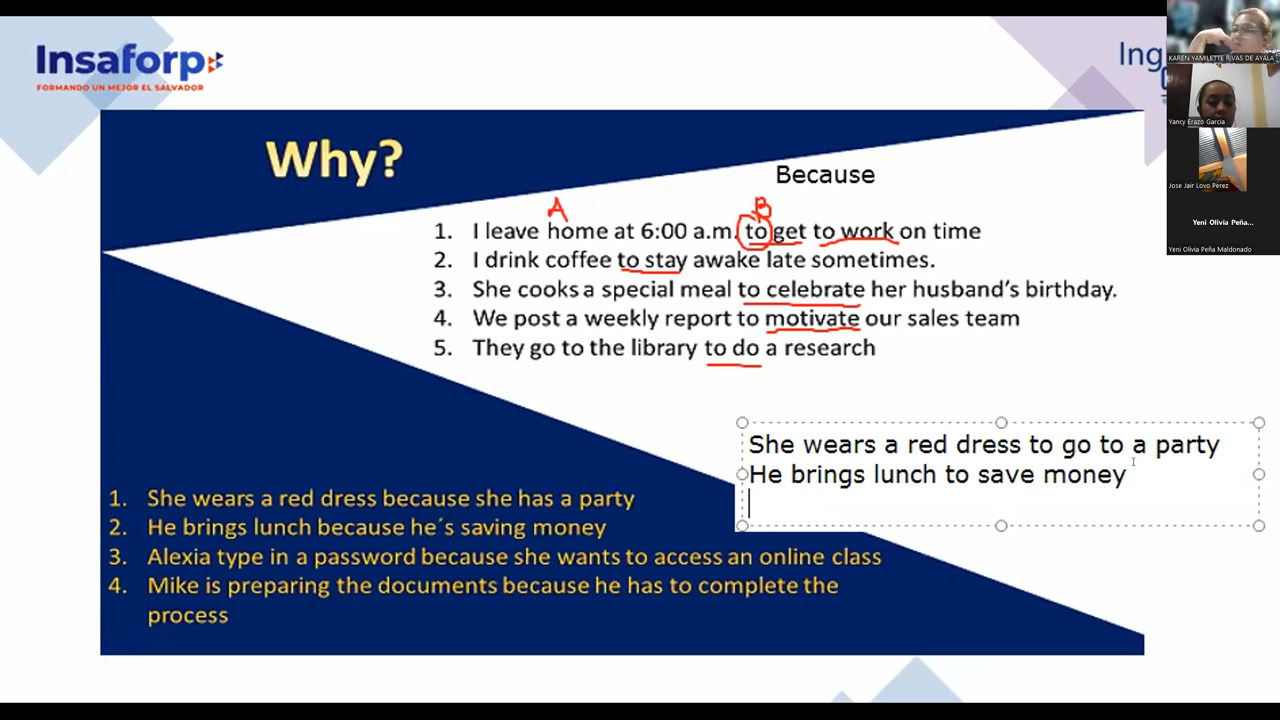 Insaforp
FORMANDO UN MEJOR EL SALVADOR
Ing
KAREN YAMILETTE RIVAS DE AYALA
Yancy Erazo Garcia
Jose Jair Lovo Perez
Yeni Olivia Peña...
Yeni Olivia Peña Maldonado
Why?
Because
A B
1. I leave home at 6:00 a.m. to get to work on time
2. I drink coffee to stay awake late sometimes.
3. She cooks a special meal to celebrate her husband’s birthday.
4. We post a weekly report to motivate our sales team
5. They go to the library to do a research
She wears a red dress to go to a party
He brings lunch to save money
1. She wears a red dress because she has a party
2. He brings lunch because he´s saving money
3. Alexia type in a password because she wants to access an online class
4. Mike is preparing the documents because he has to complete the
process